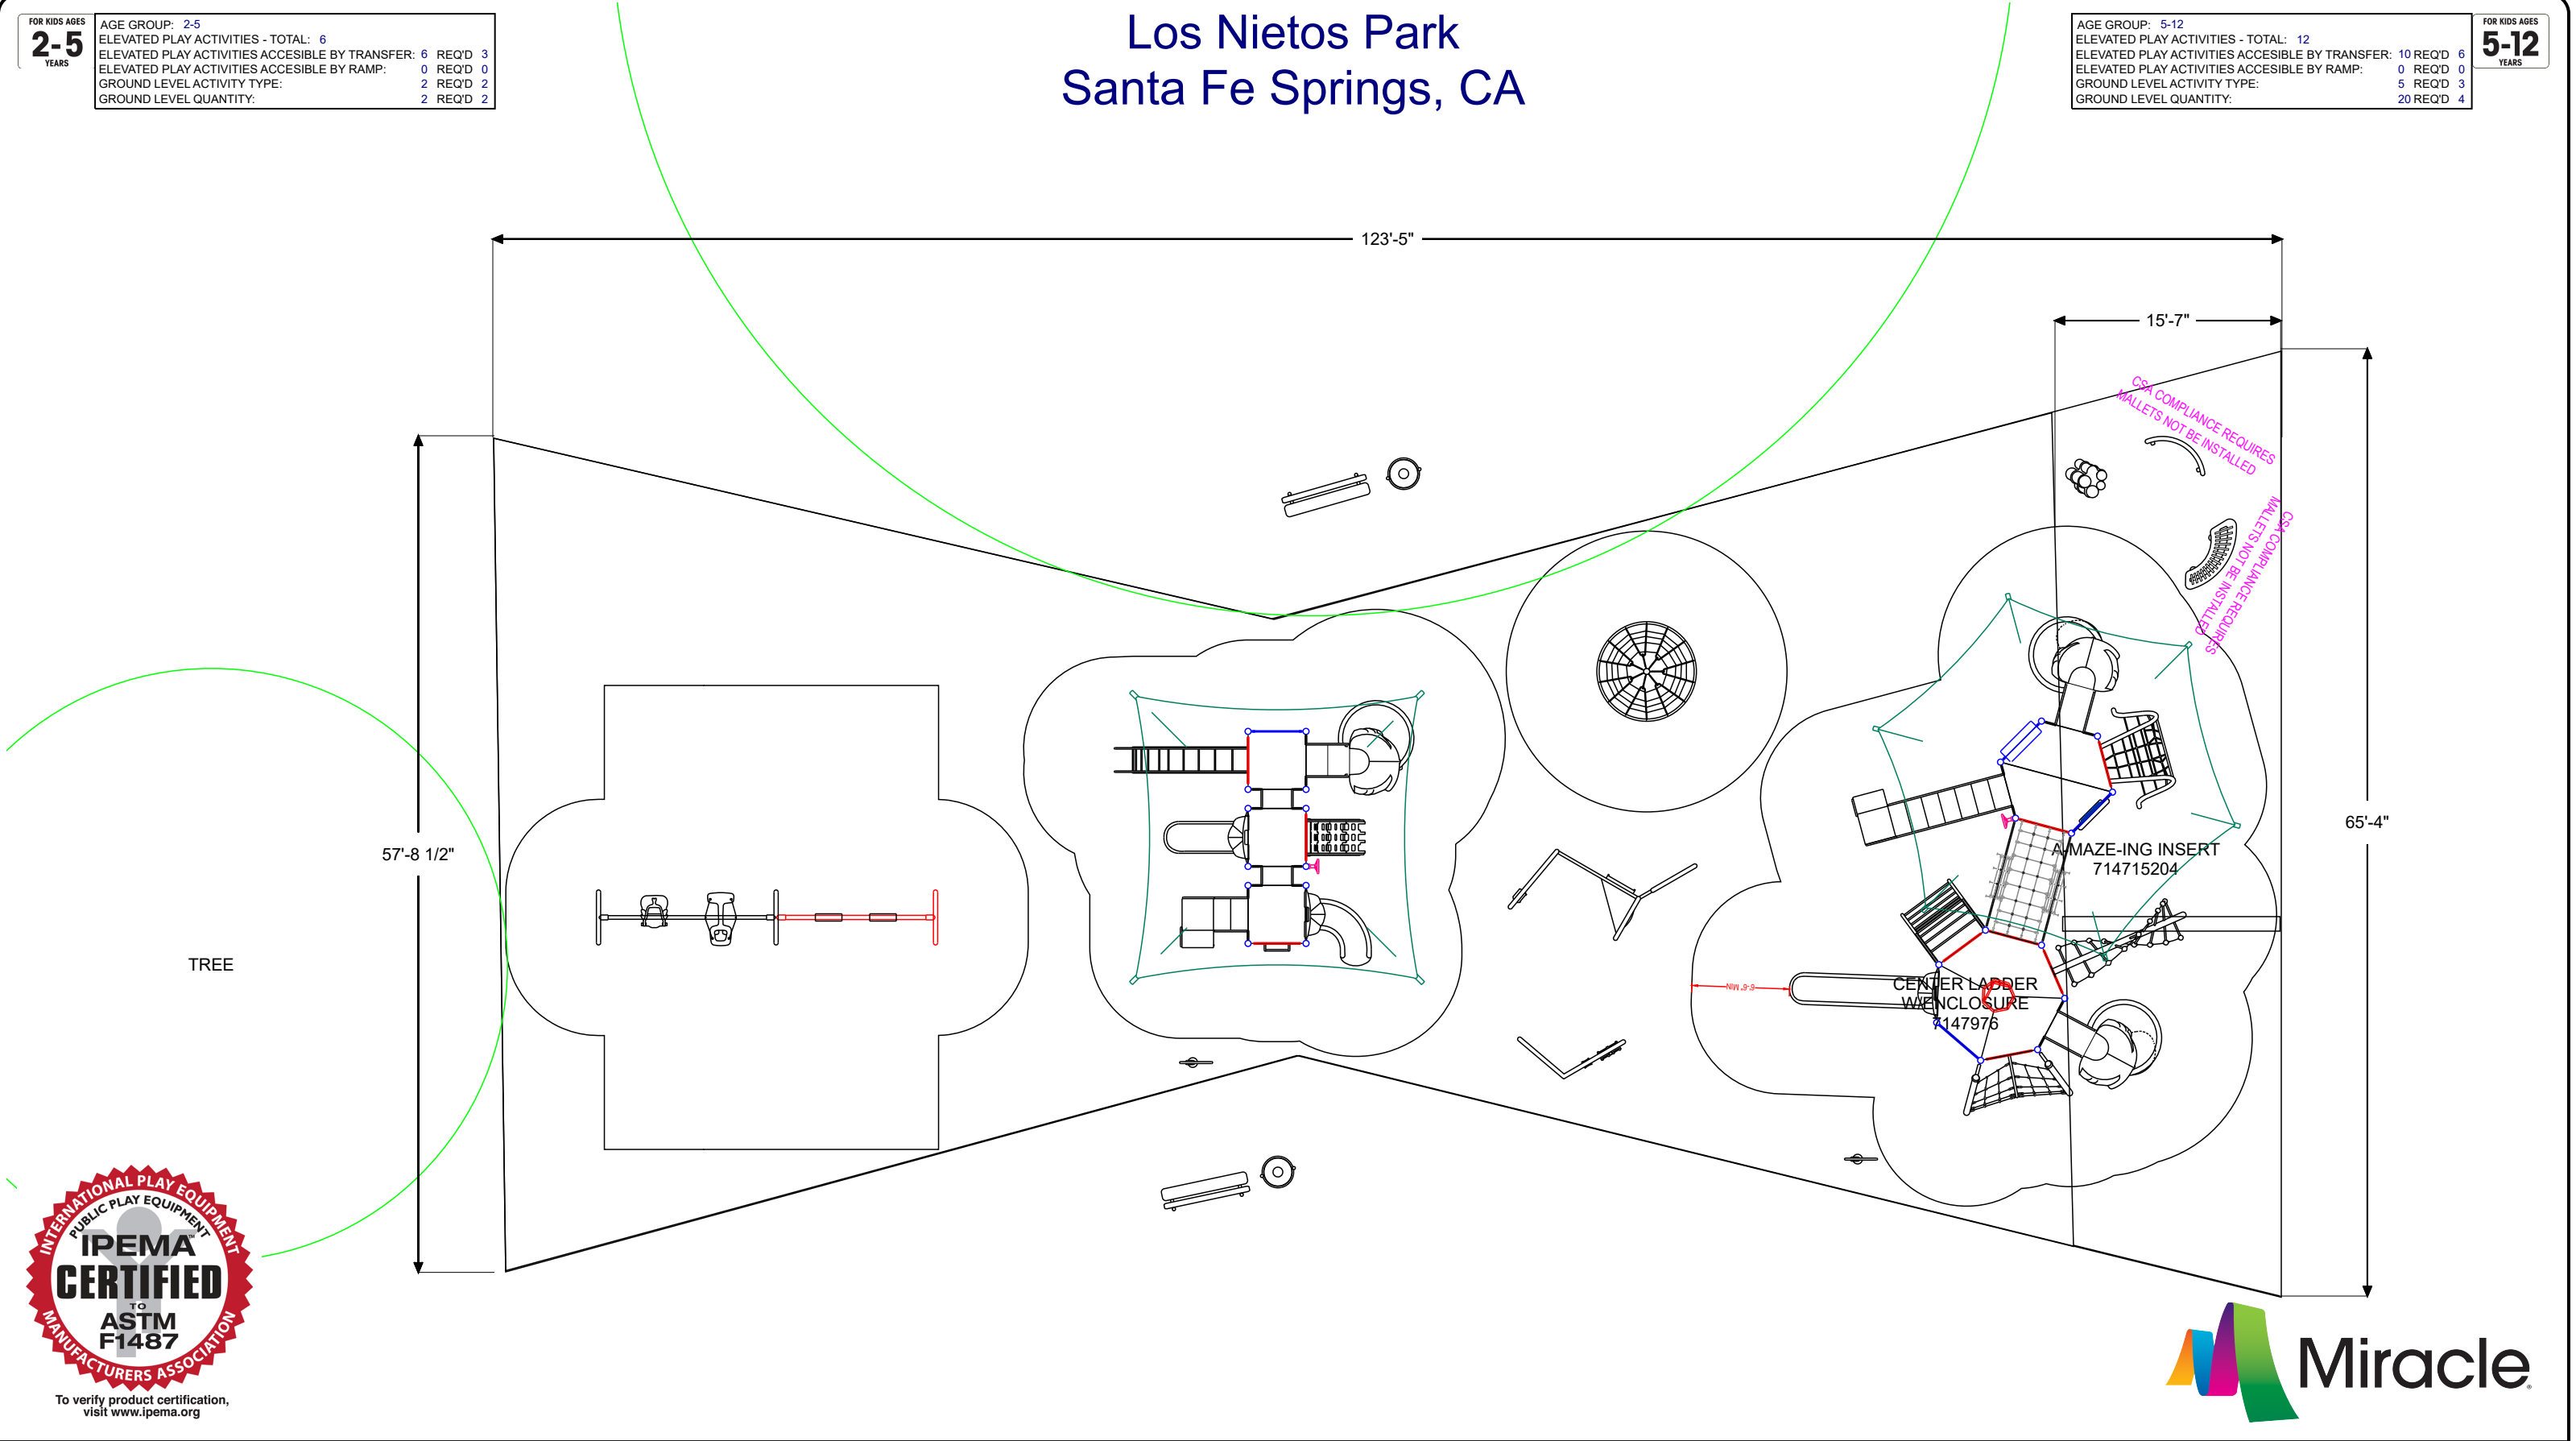 FOR KIDS AGES
2-5
YEARS
AGE GROUP: 2-5
ELEVATED PLAY ACTIVITIES - TOTAL: 6
ELEVATED PLAY ACTIVITIES ACCESIBLE BY TRANSFER: 6 REQ'D 3
ELEVATED PLAY ACTIVITIES ACCESIBLE BY RAMP: 0 REQ'D 0
GROUND LEVEL ACTIVITY TYPE: 2 REQ'D 2
GROUND LEVEL QUANTITY: 2 REQ'D 2
Los Nietos Park
Santa Fe Springs, CA
AGE GROUP: 5-12
ELEVATED PLAY ACTIVITIES - TOTAL: 12
ELEVATED PLAY ACTIVITIES ACCESIBLE BY TRANSFER: 10 REQ'D 6
ELEVATED PLAY ACTIVITIES ACCESIBLE BY RAMP: 0 REQ'D 0
GROUND LEVEL ACTIVITY TYPE: 5 REQ'D 3
GROUND LEVEL QUANTITY: 20 REQ'D 4
FOR KIDS AGES
5-12
YEARS
123'-5"
15'-7"
CSA COMPLIANCE REQUIRES
MALLETS NOT BE INSTALLED
CSA COMPLIANCE REQUIRES
MALLETS NOT BE INSTALLED
57'-8 1/2"
65'-4"
A-MAZE-ING INSERT
714715204
TREE
6'-6" MIN
CENTER LADDER
W/ENCLOSURE
7147976
INTERNATIONAL PLAY EQUIPMENT
PUBLIC PLAY EQUIPMENT
IPEMA™
CERTIFIED
TO
ASTM
F1487
MANUFACTURERS ASSOCIATION
To verify product certification,
visit www.ipema.org
Miracle